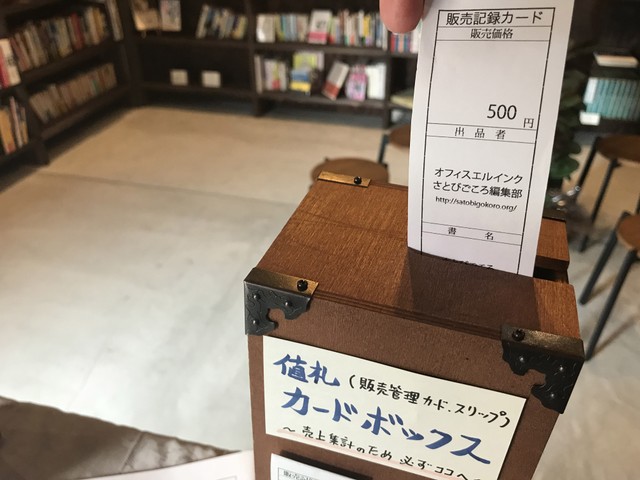 販売記録カード
販売価格
500円
出品者
オフィスエルインク
さとびごころ編集部
http://satobigokoro.org/
書名
値札（販売管理カード、スリップ）
カードボックス
～売上集計のため必ずココへ～